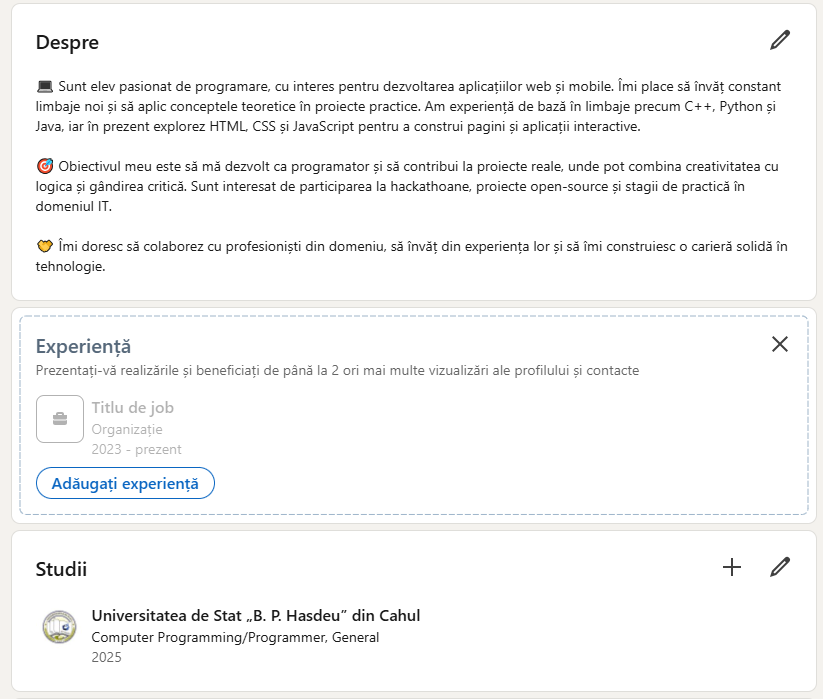 Despre
💻 Sunt elev pasionat de programare, cu interes pentru dezvoltarea aplicațiilor web și mobile. Îmi place să învăț constant
limbaje noi și să aplic conceptele teoretice în proiecte practice. Am experiență de bază în limbaje precum C++, Python și
Java, iar în prezent explorez HTML, CSS și JavaScript pentru a construi pagini și aplicații interactive.
🎯 Obiectivul meu este să mă dezvolt ca programator și să contribui la proiecte reale, unde pot combina creativitatea cu
logica și gândirea critică. Sunt interesat de participarea la hackathoane, proiecte open-source și stagii de practică în
domeniul IT.
🤝 Îmi doresc să colaborez cu profesioniști din domeniu, să învăț din experiența lor și să îmi construiesc o carieră solidă în
tehnologie.
Experiență
Prezentați-vă realizările și beneficiați de până la 2 ori mai multe vizualizări ale profilului și contacte
Titlu de job
Organizație
2023 - prezent
Adăugați experiență
Studii
Universitatea de Stat „B. P. Hasdeu” din Cahul
Computer Programming/Programmer, General
2025